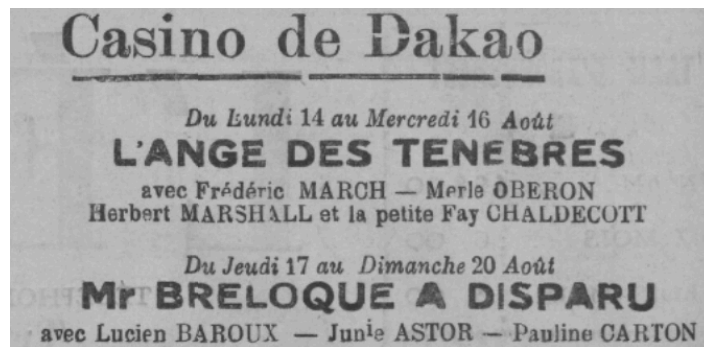 Casino de Dakao
Du Lundi 14 au Mercredi 16 Août
L'ANGE DES TENEBRES
avec Frédéric MARCH — Merle OBERON
Herbert MARSHALL et la petite Fay CHALDECOTT
Du Jeudi 17 au Dimanche 20 Août
Mr BRELOQUE A DISPARU
avec Lucien BAROUX — Junie ASTOR — Pauline CARTON